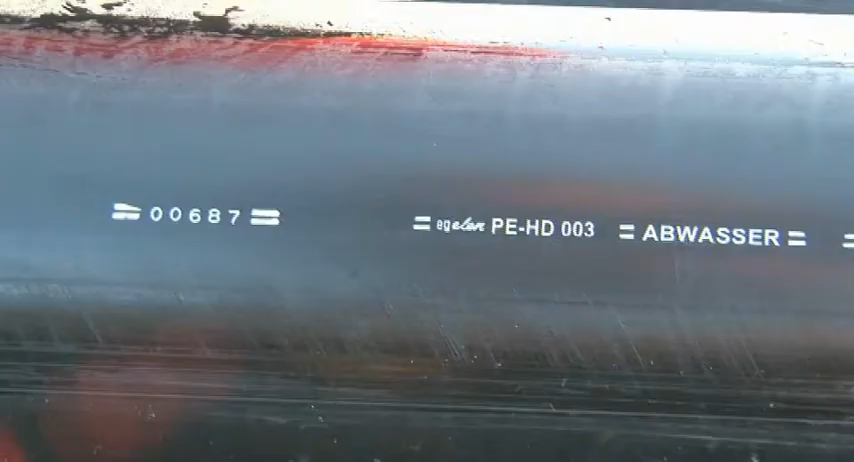 = 00687 = = egelen PE-HD 003 = ABWASSER = =